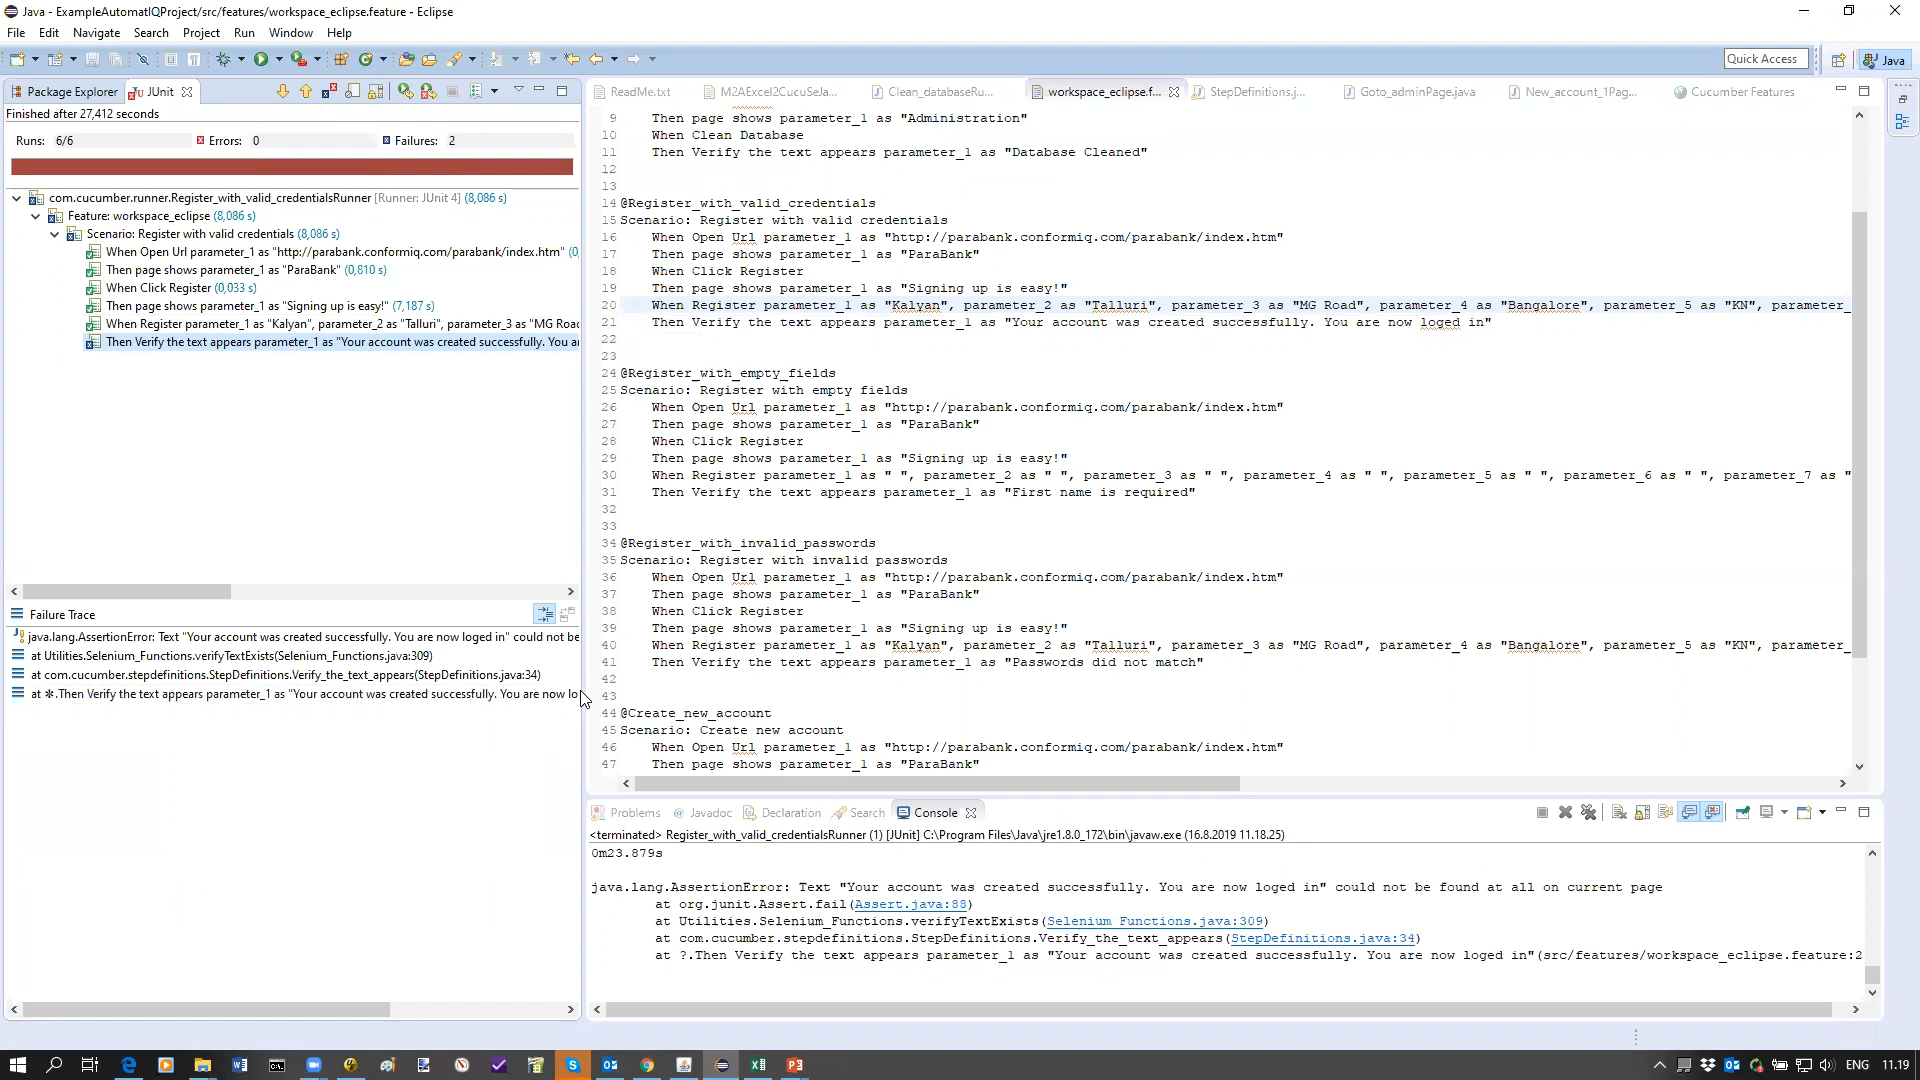 Java - ExampleAutomatIQProject/src/features/workspace_eclipse.feature - Eclipse
File Edit Navigate Search Project Run Window Help
Quick Access
Java
Package Explorer
JUnit
Finished after 27,412 seconds
Runs: 6/6
Errors: 0
Failures: 2
com.cucumber.runner.Register_with_valid_credentialsRunner [Runner: JUnit 4] (8,086 s)
Feature: workspace_eclipse (8,086 s)
Scenario: Register with valid credentials (8,086 s)
When Open Url parameter_1 as "http://parabank.conformiq.com/parabank/index.htm" (0,
Then page shows parameter_1 as "ParaBank" (0,810 s)
When Click Register (0,033 s)
Then page shows parameter_1 as "Signing up is easy!" (7,187 s)
When Register parameter_1 as "Kalyan", parameter_2 as "Talluri", parameter_3 as "MG Road
Then Verify the text appears parameter_1 as "Your account was created successfully. You ar
Failure Trace
java.lang.AssertionError: Text "Your account was created successfully. You are now loged in" could not be
at Utilities.Selenium_Functions.verifyTextExists(Selenium_Functions.java:309)
at com.cucumber.stepdefinitions.StepDefinitions.Verify_the_text_appears(StepDefinitions.java:34)
at ✻.Then Verify the text appears parameter_1 as "Your account was created successfully. You are now lo
ReadMe.txt
M2AExcel2CucuSeJa...
Clean_databaseRu...
workspace_eclipse.f...
StepDefinitions.j...
Goto_adminPage.java
New_account_1Pag...
Cucumber Features
9 Then page shows parameter_1 as "Administration"
10 When Clean Database
11 Then Verify the text appears parameter_1 as "Database Cleaned"
12
13
14 @Register_with_valid_credentials
15 Scenario: Register with valid credentials
16 When Open Url parameter_1 as "http://parabank.conformiq.com/parabank/index.htm"
17 Then page shows parameter_1 as "ParaBank"
18 When Click Register
19 Then page shows parameter_1 as "Signing up is easy!"
20 When Register parameter_1 as "Kalyan", parameter_2 as "Talluri", parameter_3 as "MG Road", parameter_4 as "Bangalore", parameter_5 as "KN", parameter_
21 Then Verify the text appears parameter_1 as "Your account was created successfully. You are now loged in"
22
23
24 @Register_with_empty_fields
25 Scenario: Register with empty fields
26 When Open Url parameter_1 as "http://parabank.conformiq.com/parabank/index.htm"
27 Then page shows parameter_1 as "ParaBank"
28 When Click Register
29 Then page shows parameter_1 as "Signing up is easy!"
30 When Register parameter_1 as " ", parameter_2 as " ", parameter_3 as " ", parameter_4 as " ", parameter_5 as " ", parameter_6 as " ", parameter_7 as "
31 Then Verify the text appears parameter_1 as "First name is required"
32
33
34 @Register_with_invalid_passwords
35 Scenario: Register with invalid passwords
36 When Open Url parameter_1 as "http://parabank.conformiq.com/parabank/index.htm"
37 Then page shows parameter_1 as "ParaBank"
38 When Click Register
39 Then page shows parameter_1 as "Signing up is easy!"
40 When Register parameter_1 as "Kalyan", parameter_2 as "Talluri", parameter_3 as "MG Road", parameter_4 as "Bangalore", parameter_5 as "KN", parameter_
41 Then Verify the text appears parameter_1 as "Passwords did not match"
42
43
44 @Create_new_account
45 Scenario: Create new account
46 When Open Url parameter_1 as "http://parabank.conformiq.com/parabank/index.htm"
47 Then page shows parameter_1 as "ParaBank"
Problems @ Javadoc Declaration Search Console
<terminated> Register_with_valid_credentialsRunner (1) [JUnit] C:\Program Files\Java\jre1.8.0_172\bin\javaw.exe (16.8.2019 11.18.25)
0m23.879s
java.lang.AssertionError: Text "Your account was created successfully. You are now loged in" could not be found at all on current page
at org.junit.Assert.fail(Assert.java:88)
at Utilities.Selenium_Functions.verifyTextExists(Selenium_Functions.java:309)
at com.cucumber.stepdefinitions.StepDefinitions.Verify_the_text_appears(StepDefinitions.java:34)
at ?.Then Verify the text appears parameter_1 as "Your account was created successfully. You are now loged in"(src/features/workspace_eclipse.feature:2
ENG 11.19